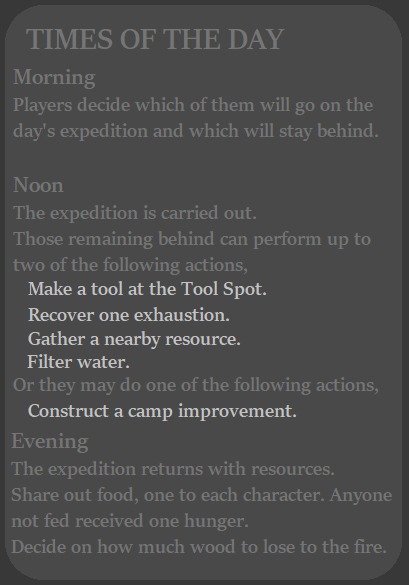 TIMES OF THE DAY
Morning
Players decide which of them will go on the
day's expedition and which will stay behind.
Noon
The expedition is carried out.
Those remaining behind can perform up to
two of the following actions,
Make a tool at the Tool Spot.
Recover one exhaustion.
Gather a nearby resource.
Filter water.
Or they may do one of the following actions,
Construct a camp improvement.
Evening
The expedition returns with resources.
Share out food, one to each character. Anyone
not fed received one hunger.
Decide on how much wood to lose to the fire.